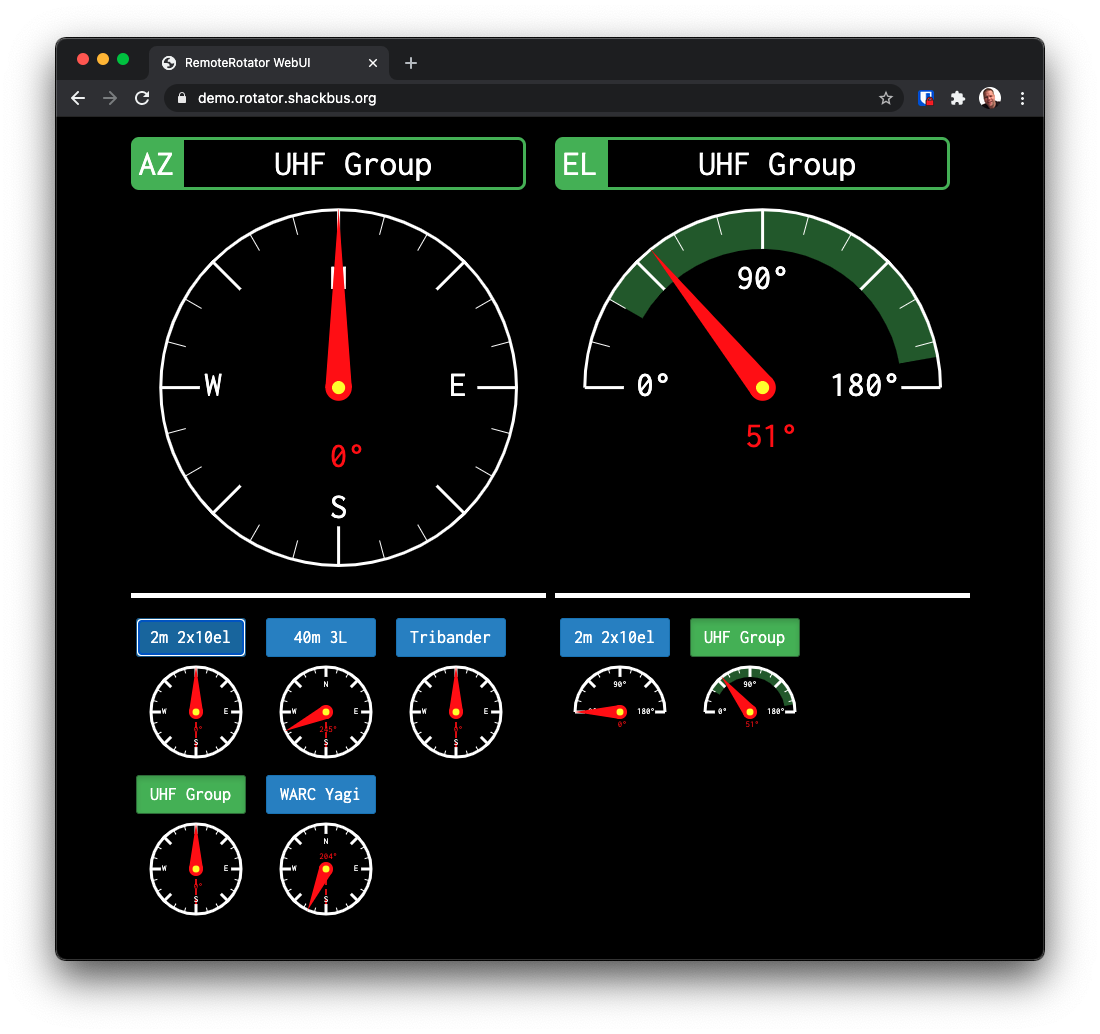 RemoteRotator WebUI
demo.rotator.shackbus.org
AZ UHF Group
EL UHF Group
N
W E
0°
S
90°
0° 180°
51°
2m 2x10el 40m 3L Tribander
W E
S
N
W E
S
W E
S
2m 2x10el UHF Group
90°
180°
0°
90°
0° 180°
51°
UHF Group WARC Yagi
W E
S
N
204°
W E
S